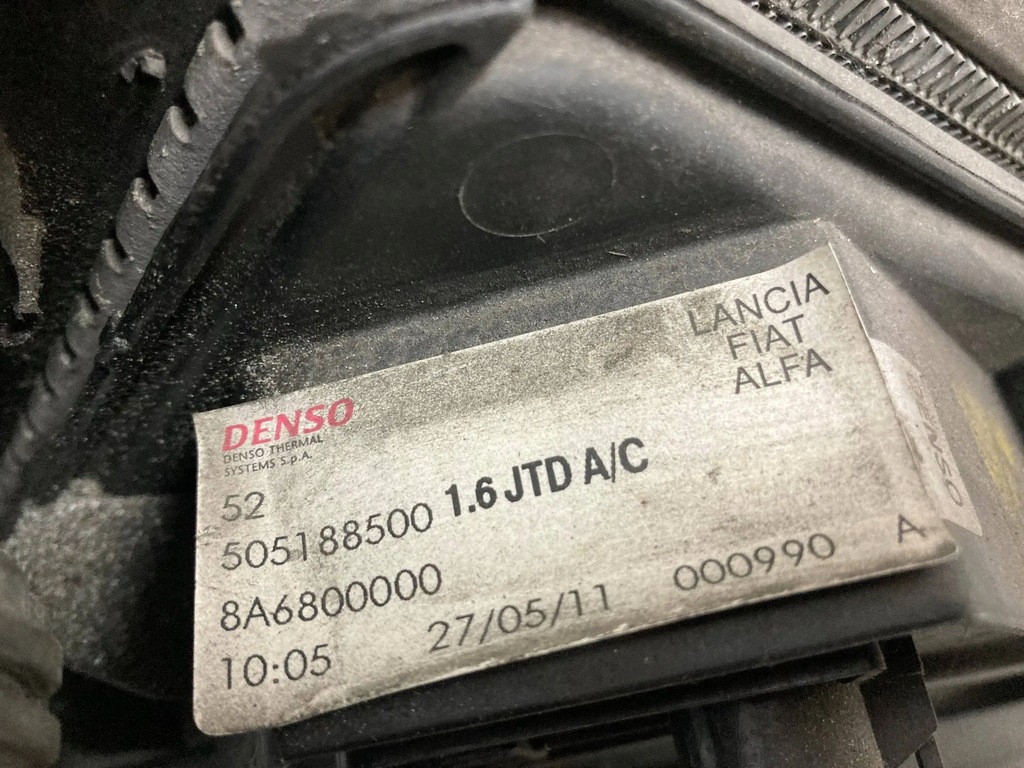 LANCIA
FIAT
ALFA
DENSO
DENSO THERMAL
SYSTEMS S.p.A.
52
505188500 1.6 JTD A/C
8A6800000
10:05 27/05/11 000990 A